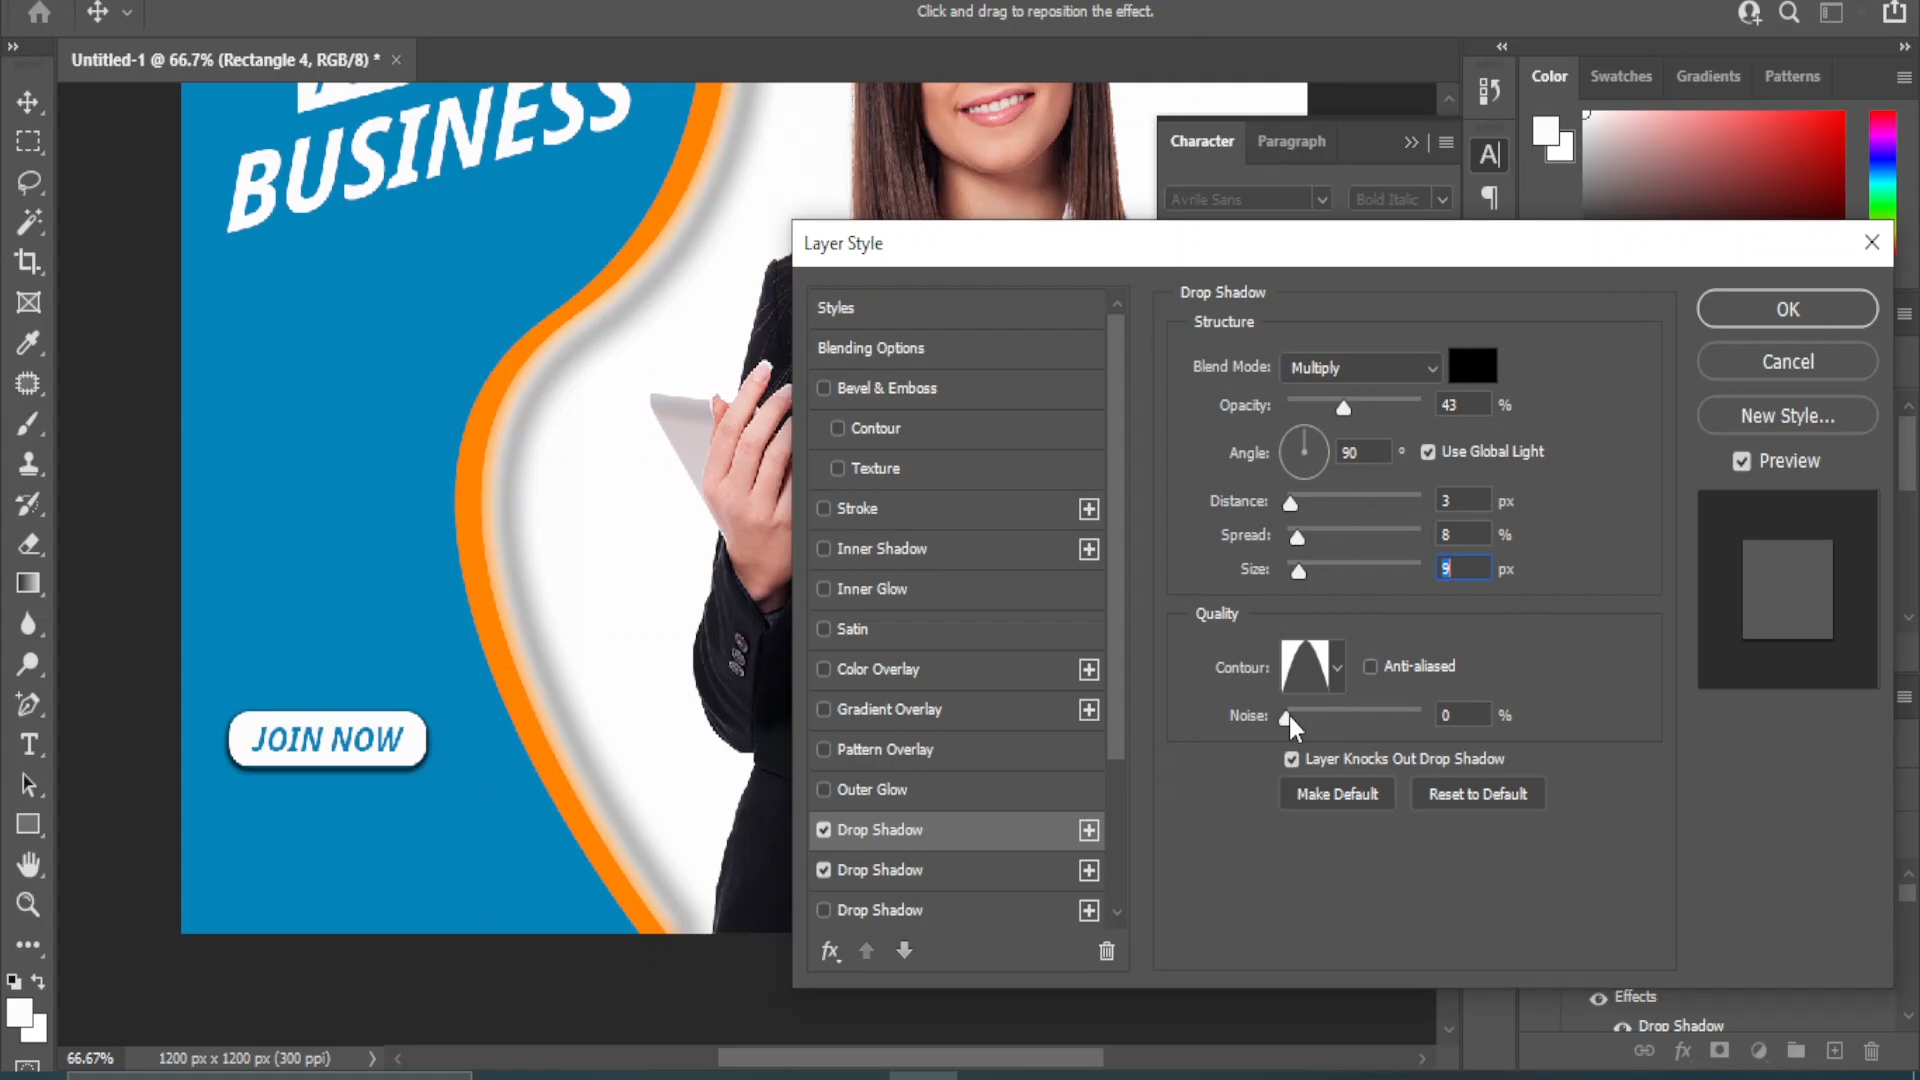 Click and drag to reposition the effect.
Untitled-1 @ 66.7% (Rectangle 4, RGB/8) *
Color
Swatches
Gradients
Patterns
BUSINESS
Character
Paragraph
Avrile Sans
Bold Italic
Layer Style
Styles
Blending Options
Bevel & Emboss
Contour
Texture
Stroke
Inner Shadow
Inner Glow
Satin
Color Overlay
Gradient Overlay
Pattern Overlay
Outer Glow
Drop Shadow
Drop Shadow
Drop Shadow
fx
Drop Shadow
Structure
Blend Mode: Multiply
Opacity: 43 %
Angle: 90 ° Use Global Light
Distance: 3 px
Spread: 8 %
Size: 9 px
Quality
Contour: Anti-aliased
Noise: 0 %
Layer Knocks Out Drop Shadow
Make Default
Reset to Default
OK
Cancel
New Style...
Preview
JOIN NOW
Effects
Drop Shadow
fx
66.67%
1200 px x 1200 px (300 ppi)